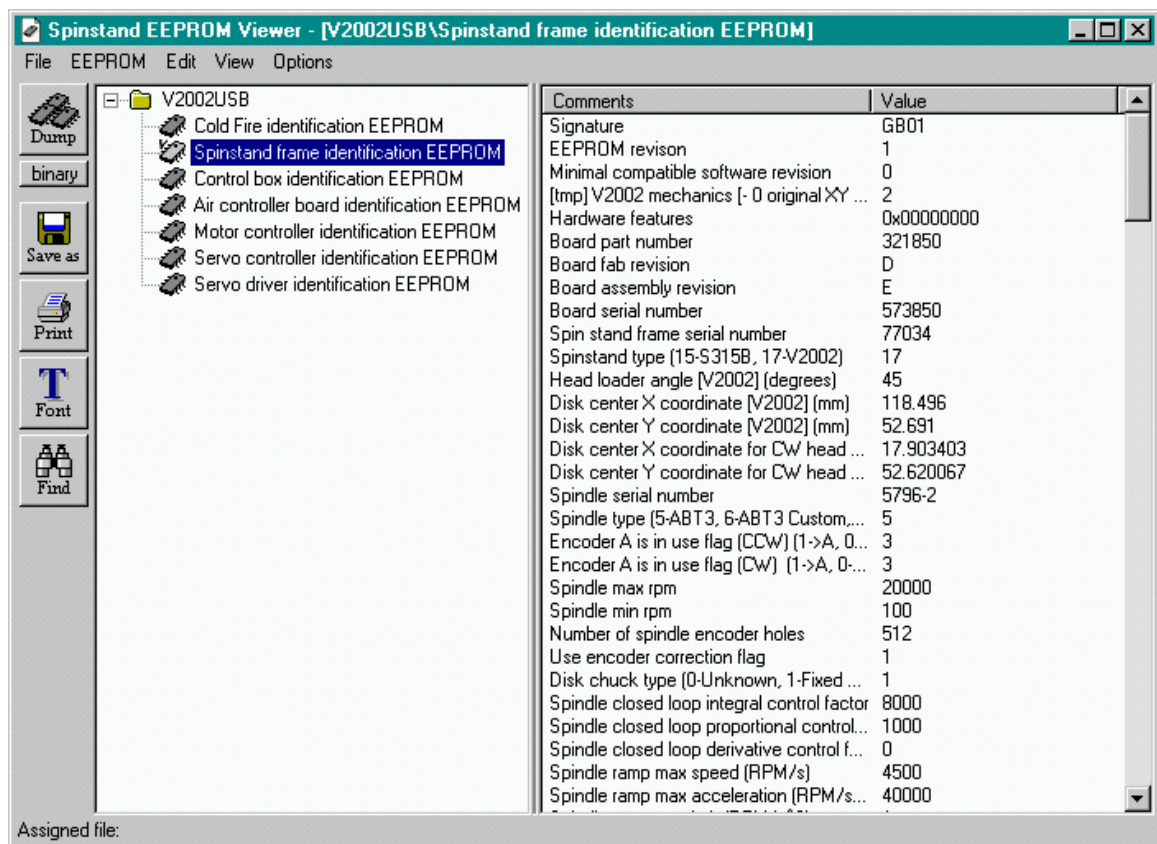 Spinstand EEPROM Viewer - [V2002USB\Spinstand frame identification EEPROM]
File EEPROM Edit View Options
Dump
binary
Save as
Print
Font
Find
V2002USB
Cold Fire identification EEPROM
Spinstand frame identification EEPROM
Control box identification EEPROM
Air controller board identification EEPROM
Motor controller identification EEPROM
Servo controller identification EEPROM
Servo driver identification EEPROM
Comments Value
Signature GB01
EEPROM revison 1
Minimal compatible software revision 0
[tmp] V2002 mechanics [- 0 original XY ... 2
Hardware features 0x00000000
Board part number 321850
Board fab revision D
Board assembly revision E
Board serial number 573850
Spin stand frame serial number 77034
Spinstand type (15-S315B, 17-V2002) 17
Head loader angle [V2002] (degrees) 45
Disk center X coordinate [V2002] (mm) 118.496
Disk center Y coordinate [V2002] (mm) 52.691
Disk center X coordinate for CW head ... 17.903403
Disk center Y coordinate for CW head ... 52.620067
Spindle serial number 5796-2
Spindle type (5-ABT3, 6-ABT3 Custom,... 5
Encoder A is in use flag (CCW) (1->A, 0... 3
Encoder A is in use flag (CW) (1->A, 0-... 3
Spindle max rpm 20000
Spindle min rpm 100
Number of spindle encoder holes 512
Use encoder correction flag 1
Disk chuck type (0-Unknown, 1-Fixed ... 1
Spindle closed loop integral control factor 8000
Spindle closed loop proportional control... 1000
Spindle closed loop derivative control f... 0
Spindle ramp max speed (RPM/s) 4500
Spindle ramp max acceleration (RPM/s... 40000
Assigned file: